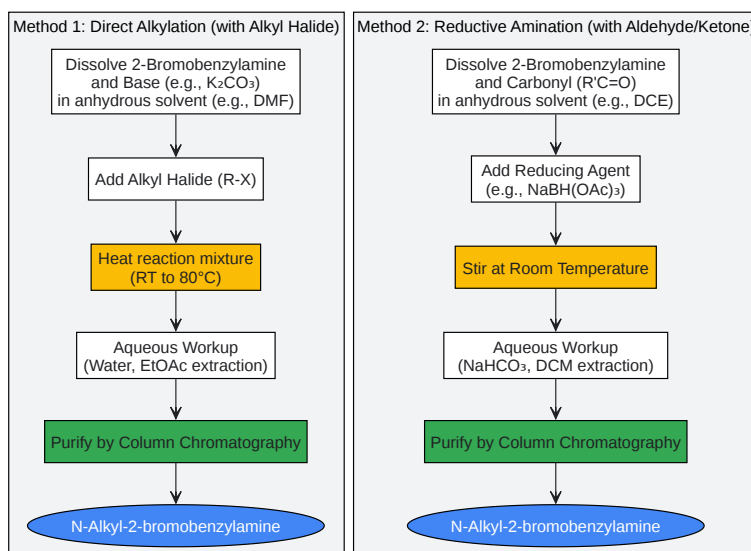 Method 1: Direct Alkylation (with Alkyl Halide)
Dissolve 2-Bromobenzylamine
and Base (e.g., K₂CO₃)
in anhydrous solvent (e.g., DMF)
Add Alkyl Halide (R-X)
Heat reaction mixture
(RT to 80°C)
Aqueous Workup
(Water, EtOAc extraction)
Purify by Column Chromatography
N-Alkyl-2-bromobenzylamine
Method 2: Reductive Amination (with Aldehyde/Ketone)
Dissolve 2-Bromobenzylamine
and Carbonyl (R'C=O)
in anhydrous solvent (e.g., DCE)
Add Reducing Agent
(e.g., NaBH(OAc)₃)
Stir at Room Temperature
Aqueous Workup
(NaHCO₃, DCM extraction)
Purify by Column Chromatography
N-Alkyl-2-bromobenzylamine